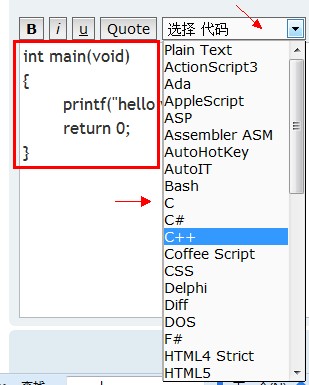 B i u Quote 选择 代码
int main(void)
{
printf("hello
return 0;
}
Plain Text
ActionScript3
Ada
AppleScript
ASP
Assembler ASM
AutoHotKey
AutoIT
Bash
C
C#
C++
Coffee Script
CSS
Delphi
Diff
DOS
F#
HTML4 Strict
HTML5